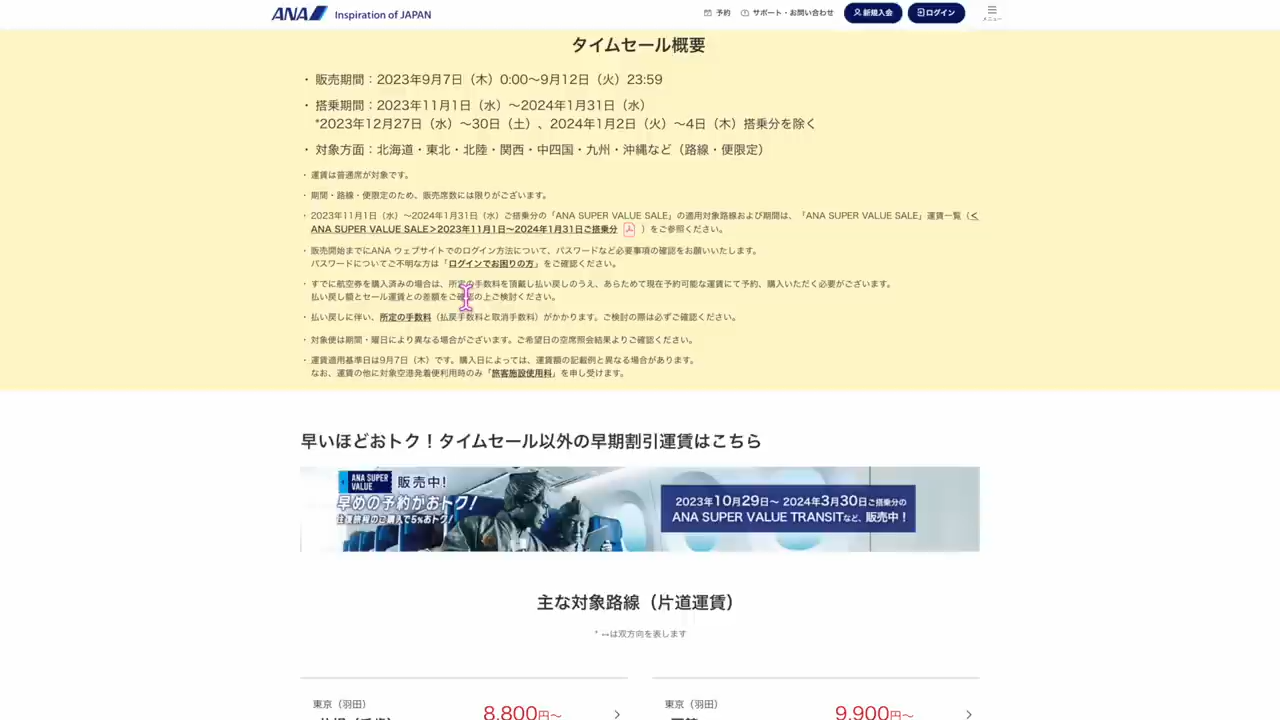 ANA Inspiration of JAPAN
予約 サポート・お問い合わせ 新規入会 ログイン メニュー
タイムセール概要
・ 販売期間：2023年9月7日（木）0:00～9月12日（火）23:59
・ 搭乗期間：2023年11月1日（水）～2024年1月31日（水）
*2023年12月27日（水）～30日（土）、2024年1月2日（火）～4日（木）搭乗分を除く
・ 対象方面：北海道・東北・北陸・関西・中四国・九州・沖縄など（路線・便限定）
・ 運賃は普通席が対象です。
・ 期間・路線・便限定のため、販売席数には限りがございます。
・ 2023年11月1日（水）～2024年1月31日（水）ご搭乗分の「ANA SUPER VALUE SALE」の適用対象路線および期間は、「ANA SUPER VALUE SALE」運賃一覧（<
ANA SUPER VALUE SALE>2023年11月1日～2024年1月31日ご搭乗分 ）をご参照ください。
・ 販売開始までにANA ウェブサイトでのログイン方法について、パスワードなど必要事項の確認をお願いいたします。
パスワードについてご不明な方は「ログインでお困りの方」をご確認ください。
・ すでに航空券を購入済みの場合は、所定の手数料を頂戴し払い戻しのうえ、あらためて現在予約可能な運賃にて予約、購入いただく必要がございます。
払い戻し額とセール運賃との差額をご確認の上ご検討ください。
・ 払い戻しに伴い、所定の手数料（払戻手数料と取消手数料）がかかります。ご検討の際は必ずご確認ください。
・ 対象便は期間・曜日により異なる場合がございます。ご希望日の空席照会結果よりご確認ください。
・ 運賃適用基準日は9月7日（木）です。購入日によっては、運賃額の記載例と異なる場合があります。
なお、運賃の他に対象空港発着便利用時のみ「旅客施設使用料」を申し受けます。
早いほどおトク！タイムセール以外の早期割引運賃はこちら
ANA SUPER VALUE 販売中!
早めの予約がおトク!
往復旅程のご購入で5%おトク!
2023年10月29日～ 2024年3月30日ご搭乗分の
ANA SUPER VALUE TRANSITなど、販売中！
主な対象路線（片道運賃）
* ↔は双方向を表します
東京（羽田）
8,800円～
東京（羽田）
9,900円～